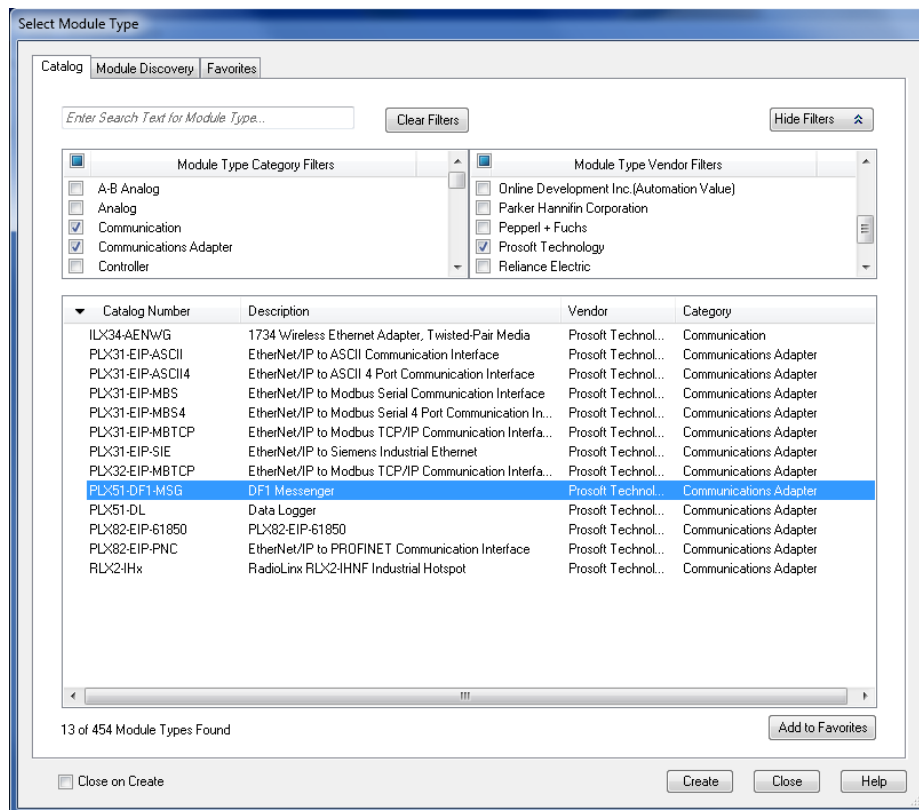 Select Module Type
Catalog Module Discovery Favorites
Enter Search Text for Module Type... Clear Filters Hide Filters
Module Type Category Filters Module Type Vendor Filters
A-B Analog Online Development Inc.(Automation Value)
Analog Parker Hannifin Corporation
Communication Pepperl + Fuchs
Communications Adapter Prosoft Technology
Controller Reliance Electric
Catalog Number Description Vendor Category
ILX34-AENWG 1734 Wireless Ethernet Adapter, Twisted-Pair Media Prosoft Technol... Communication
PLX31-EIP-ASCII EtherNet/IP to ASCII Communication Interface Prosoft Technol... Communications Adapter
PLX31-EIP-ASCII4 EtherNet/IP to ASCII 4 Port Communication Interface Prosoft Technol... Communications Adapter
PLX31-EIP-MBS EtherNet/IP to Modbus Serial Communication Interface Prosoft Technol... Communications Adapter
PLX31-EIP-MBS4 EtherNet/IP to Modbus Serial 4 Port Communication In... Prosoft Technol... Communications Adapter
PLX31-EIP-MBTCP EtherNet/IP to Modbus TCP/IP Communication Interfa... Prosoft Technol... Communications Adapter
PLX31-EIP-SIE EtherNet/IP to Siemens Industrial Ethernet Prosoft Technol... Communications Adapter
PLX32-EIP-MBTCP EtherNet/IP to Modbus TCP/IP Communication Interfa... Prosoft Technol... Communications Adapter
PLX51-DF1-MSG DF1 Messenger Prosoft Technol... Communications Adapter
PLX51-DL Data Logger Prosoft Technol... Communications Adapter
PLX82-EIP-61850 PLX82-EIP-61850 Prosoft Technol... Communications Adapter
PLX82-EIP-PNC EtherNet/IP to PROFINET Communication Interface Prosoft Technol... Communications Adapter
RLX2-IHx RadioLinx RLX2-IHNF Industrial Hotspot Prosoft Technol... Communications Adapter
13 of 454 Module Types Found Add to Favorites
Close on Create Create Close Help